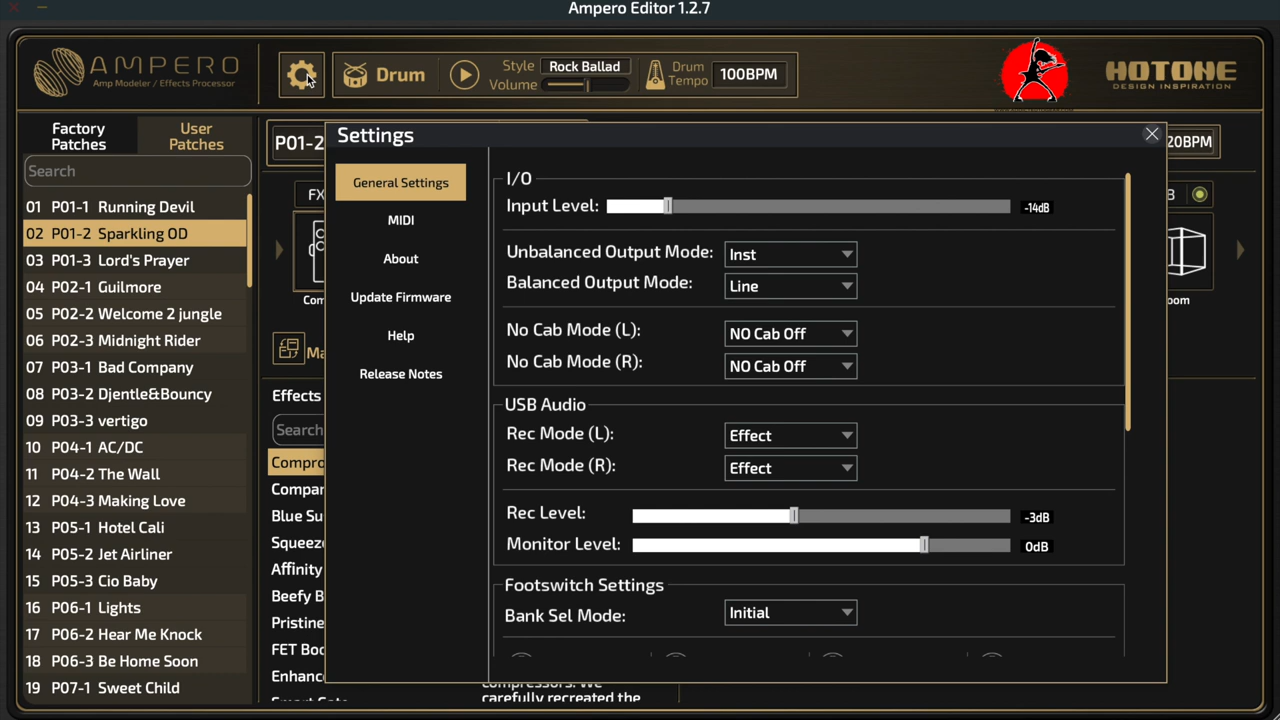 Ampero Editor 1.2.7
AMPERO
Amp Modeler / Effects Processor
Drum
Style
Rock Ballad
Volume
Drum
Tempo
100BPM
HOTONE
DESIGN INSPIRATION
Factory
Patches
User
Patches
Search
01 P01-1 Running Devil
02 P01-2 Sparkling OD
03 P01-3 Lord's Prayer
04 P02-1 Guilmore
05 P02-2 Welcome 2 jungle
06 P02-3 Midnight Rider
07 P03-1 Bad Company
08 P03-2 Djentle&Bouncy
09 P03-3 vertigo
10 P04-1 AC/DC
11 P04-2 The Wall
12 P04-3 Making Love
13 P05-1 Hotel Cali
14 P05-2 Jet Airliner
15 P05-3 Cio Baby
16 P06-1 Lights
17 P06-2 Hear Me Knock
18 P06-3 Be Home Soon
19 P07-1 Sweet Child
P01-2
20BPM
FX
B
Com
oom
Ma
Effects
Search
Compro
Compar
Blue Su
Squeeze
Affinity
Beefy B
Pristine
FET Boo
Enhance
compressors. We
carefully recreated the
Settings
General Settings
MIDI
About
Update Firmware
Help
Release Notes
I/O
Input Level: -14dB
Unbalanced Output Mode: Inst
Balanced Output Mode: Line
No Cab Mode (L): NO Cab Off
No Cab Mode (R): NO Cab Off
USB Audio
Rec Mode (L): Effect
Rec Mode (R): Effect
Rec Level: -3dB
Monitor Level: 0dB
Footswitch Settings
Bank Sel Mode: Initial